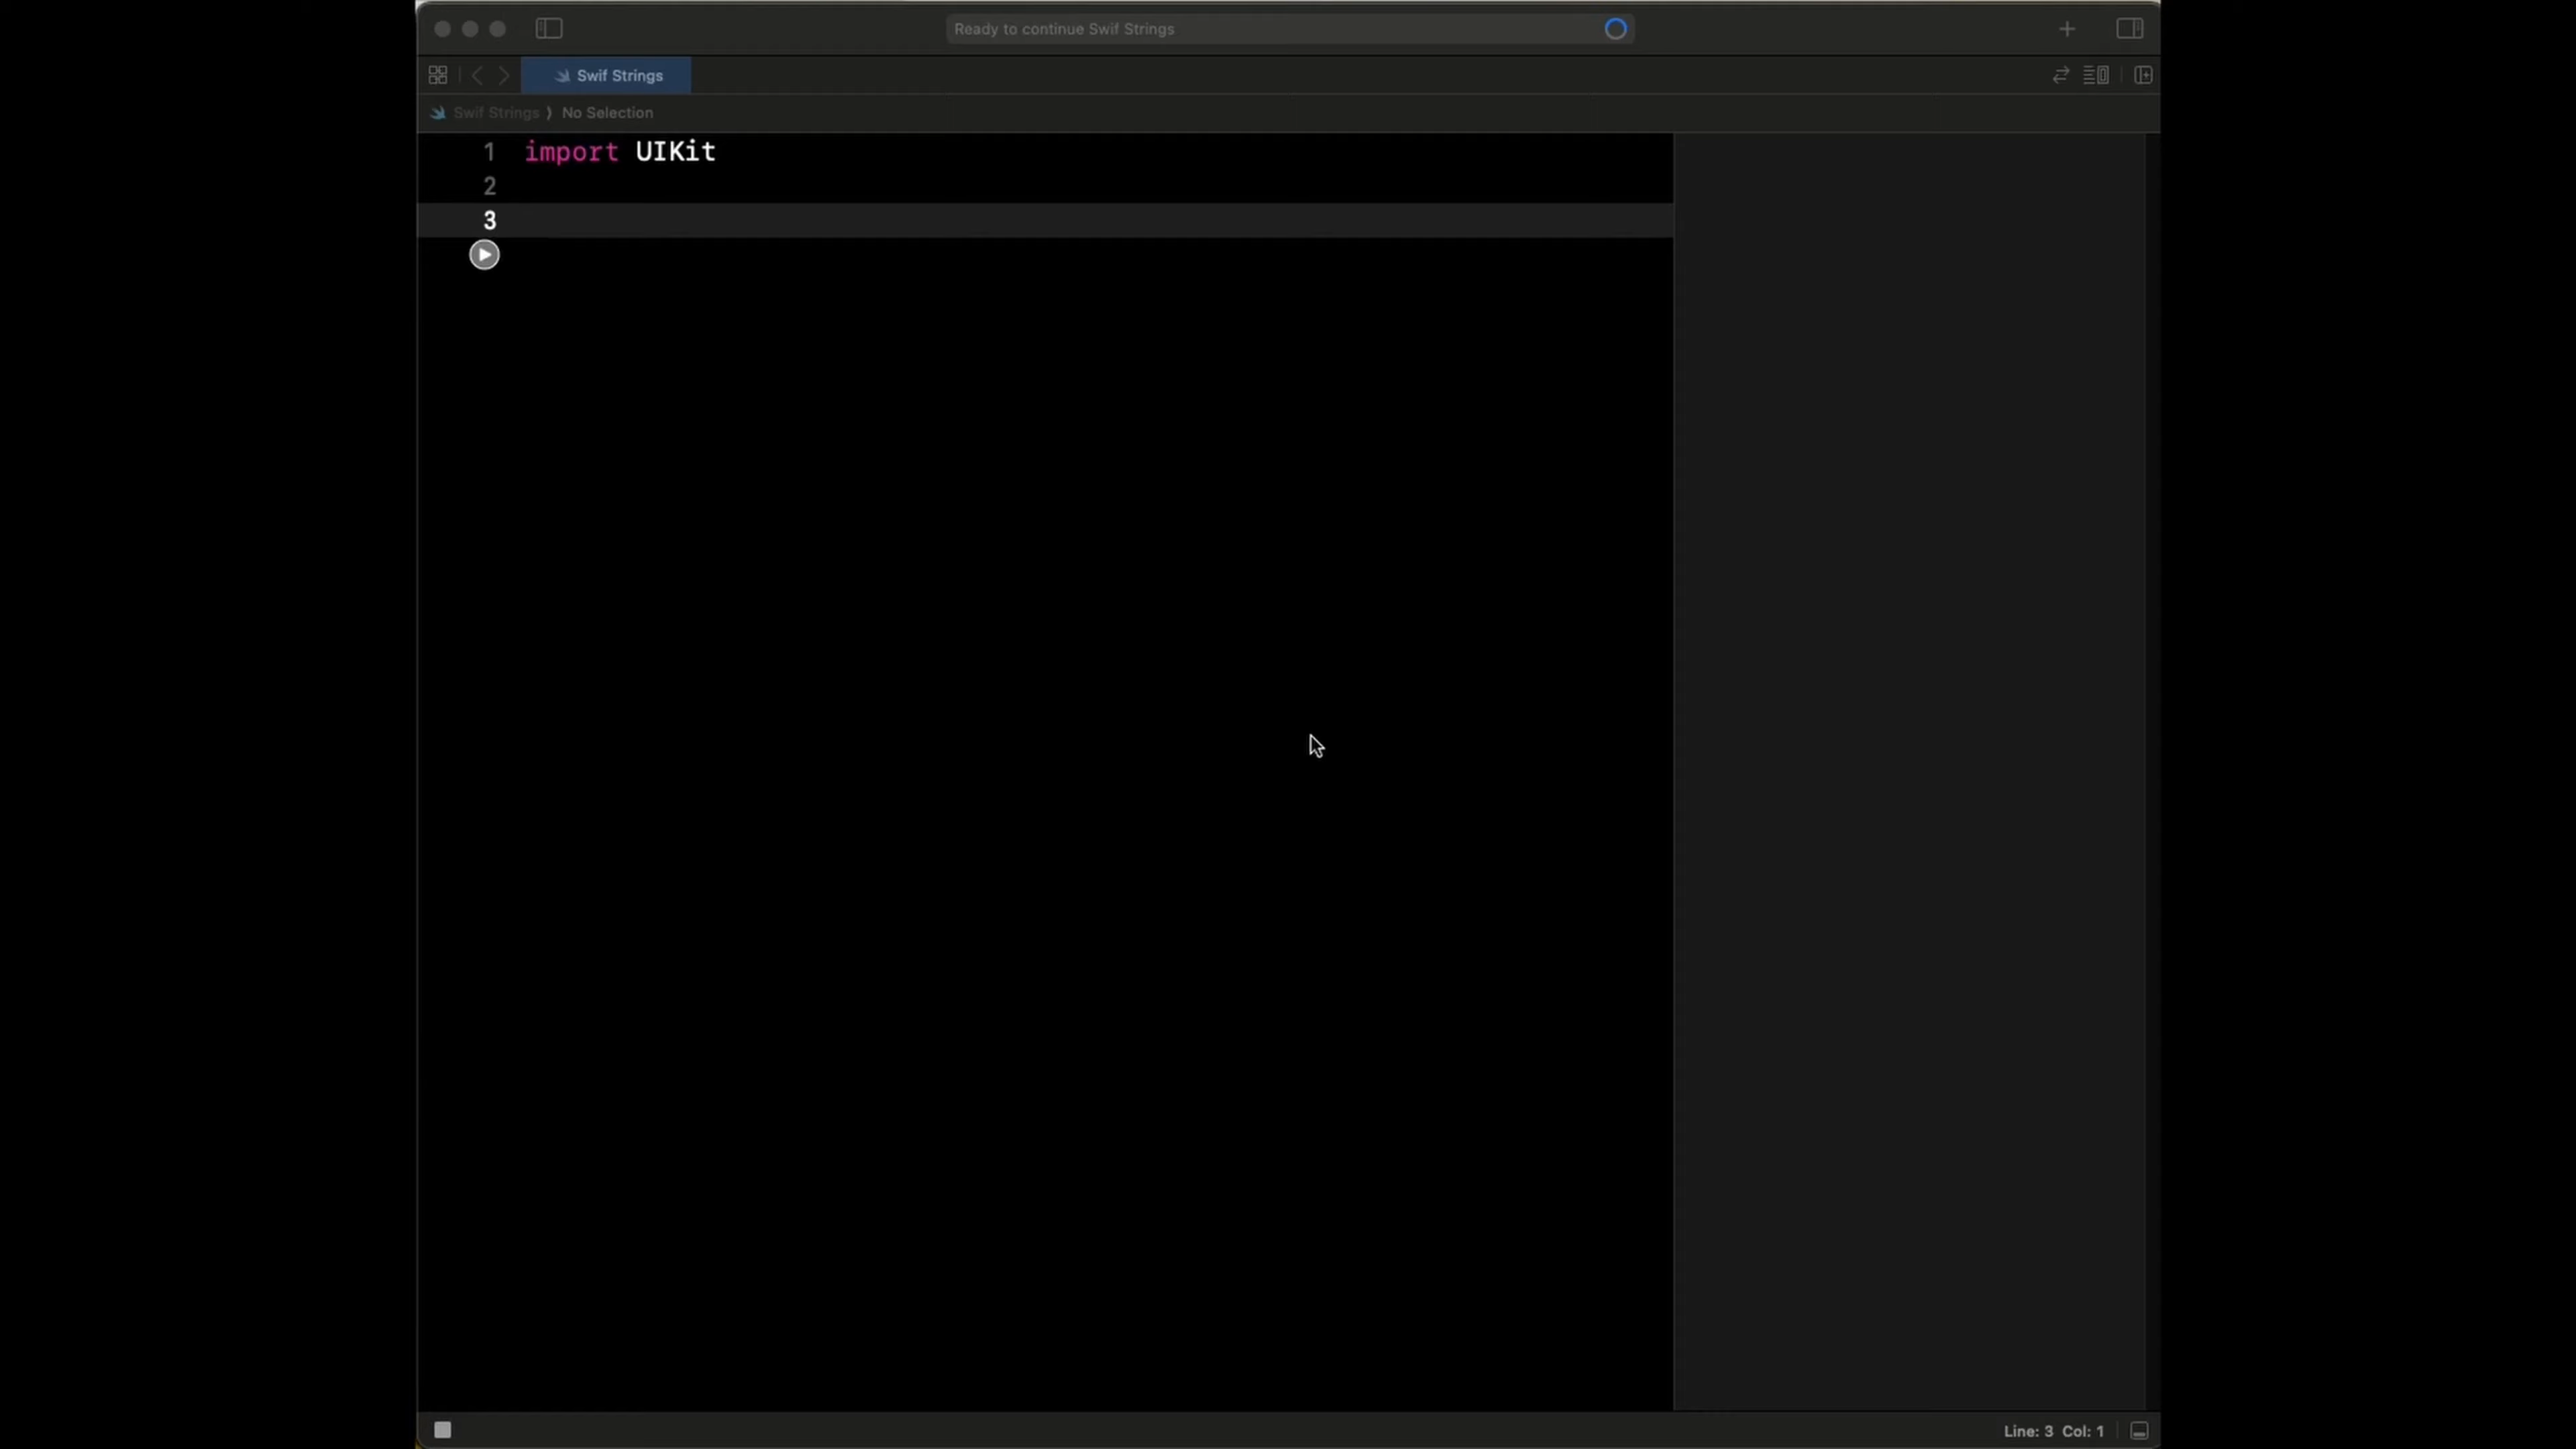 Ready to continue Swif Strings
Swif Strings
Swif Strings ⟩ No Selection
1 import UIKit
2
3
Line: 3 Col: 1